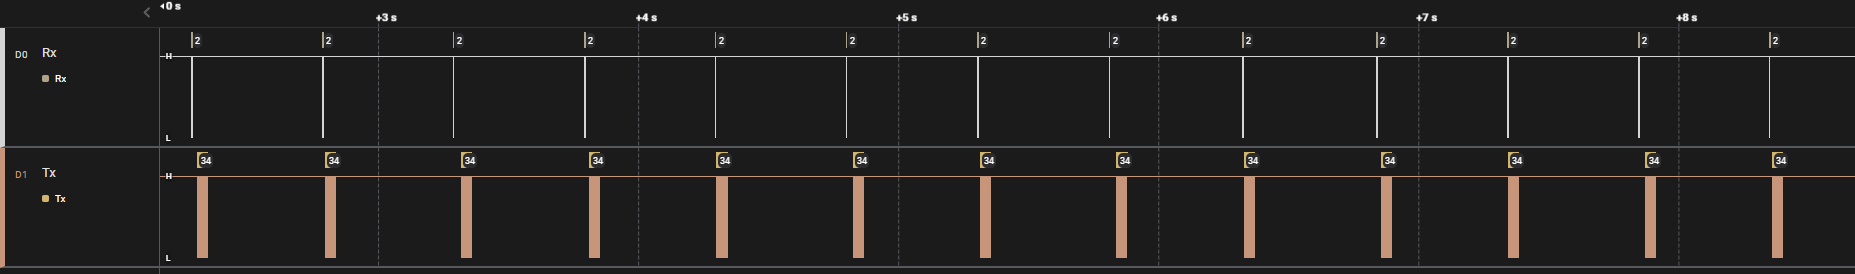 0 s
+3 s +4 s +5 s +6 s +7 s +8 s
2 2 2 2 2 2 2 2 2 2 2 2 2
D0 Rx H
Rx
L
34 34 34 34 34 34 34 34 34 34 34 34 34
D1 Tx H
Tx
L